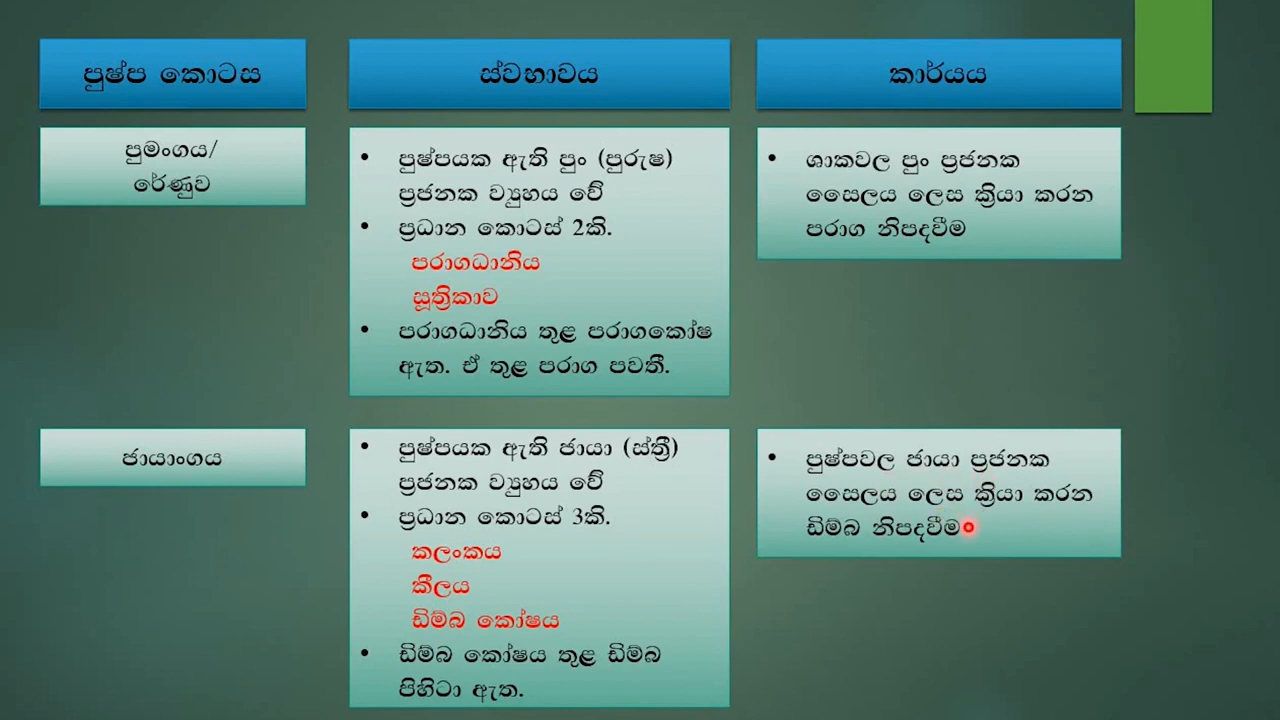 පුෂ්ප කොටස
ස්වභාවය
කාර්යය
පුමංගය/
රේණුව
• පුෂ්පයක ඇති පුං (පුරුෂ)
ප්‍රජනක ව්‍යුහය වේ
• ප්‍රධාන කොටස් 2කි.
පරාගධානිය
සූත්‍රිකාව
• පරාගධානිය තුළ පරාගකෝෂ
ඇත. ඒ තුළ පරාග පවතී.
• ශාකවල පුං ප්‍රජනක
සෛලය ලෙස ක්‍රියා කරන
පරාග නිපදවීම
ජායාංගය
• පුෂ්පයක ඇති ජායා (ස්ත්‍රී)
ප්‍රජනක ව්‍යුහය වේ
• ප්‍රධාන කොටස් 3කි.
කලංකය
කීලය
ඩිම්බ කෝෂය
• ඩිම්බ කෝෂය තුළ ඩිම්බ
පිහිටා ඇත.
• පුෂ්පවල ජායා ප්‍රජනක
සෛලය ලෙස ක්‍රියා කරන
ඩිම්බ නිපදවීම